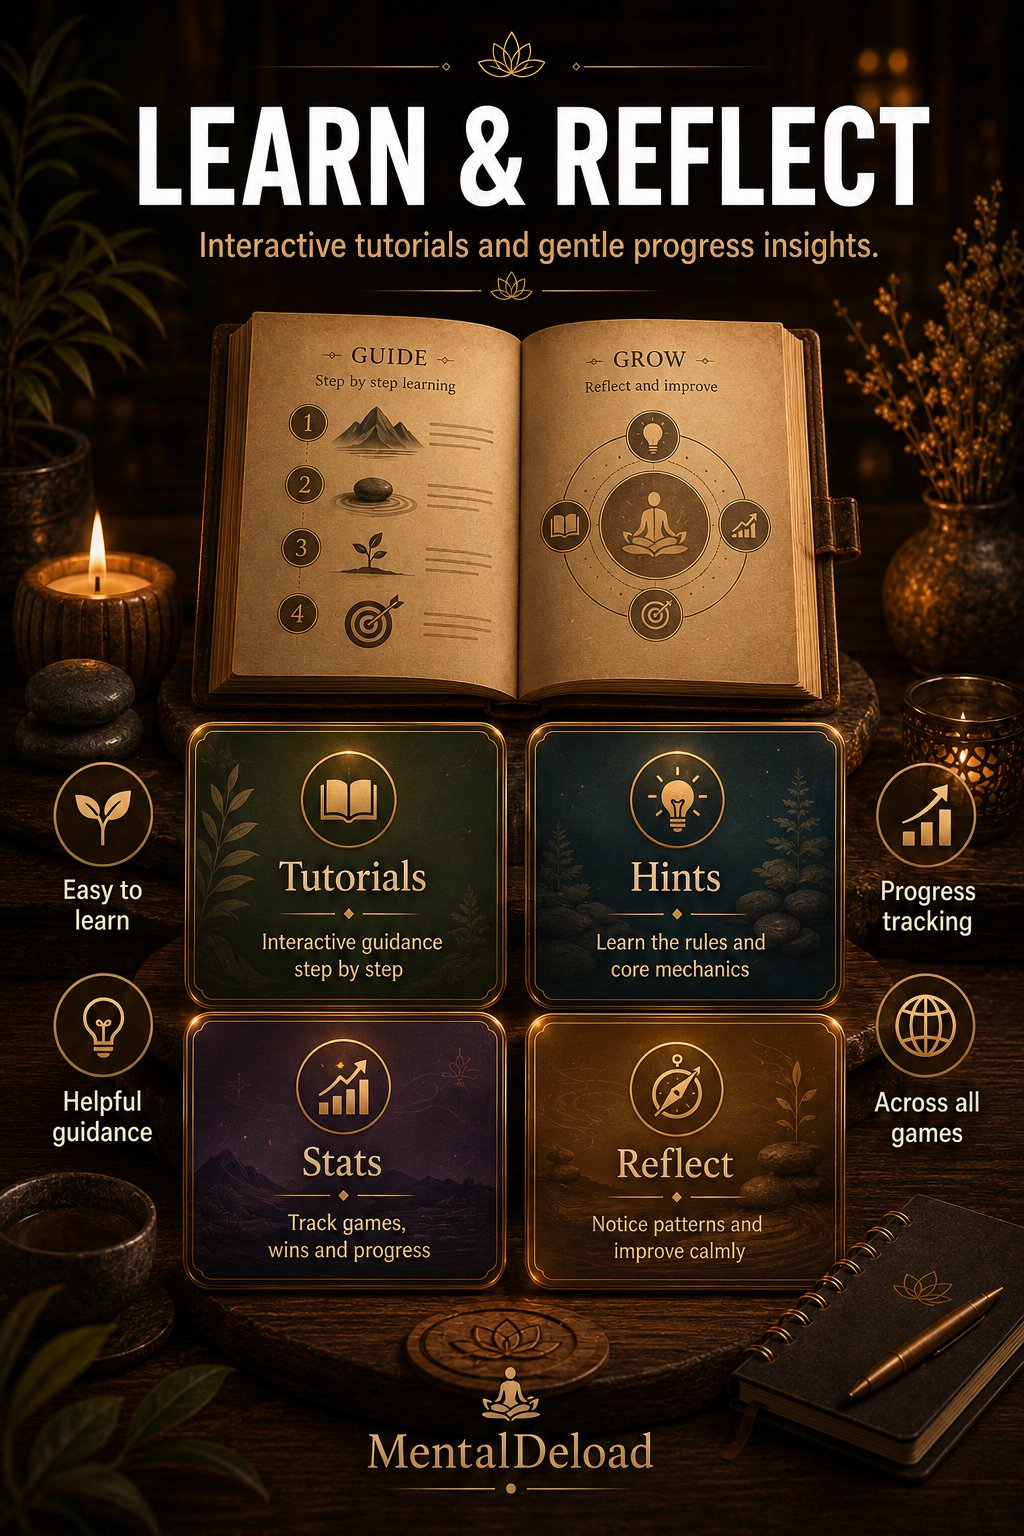 LEARN & REFLECT
Interactive tutorials and gentle progress insights.
GUIDE
Step by step learning
1
2
3
4
GROW
Reflect and improve
Tutorials
Interactive guidance
step by step
Hints
Learn the rules and
core mechanics
Easy to
learn
Progress
tracking
Helpful
guidance
Across all
games
Stats
Track games,
wins and progress
Reflect
Notice patterns and
improve calmly
MentalDeload